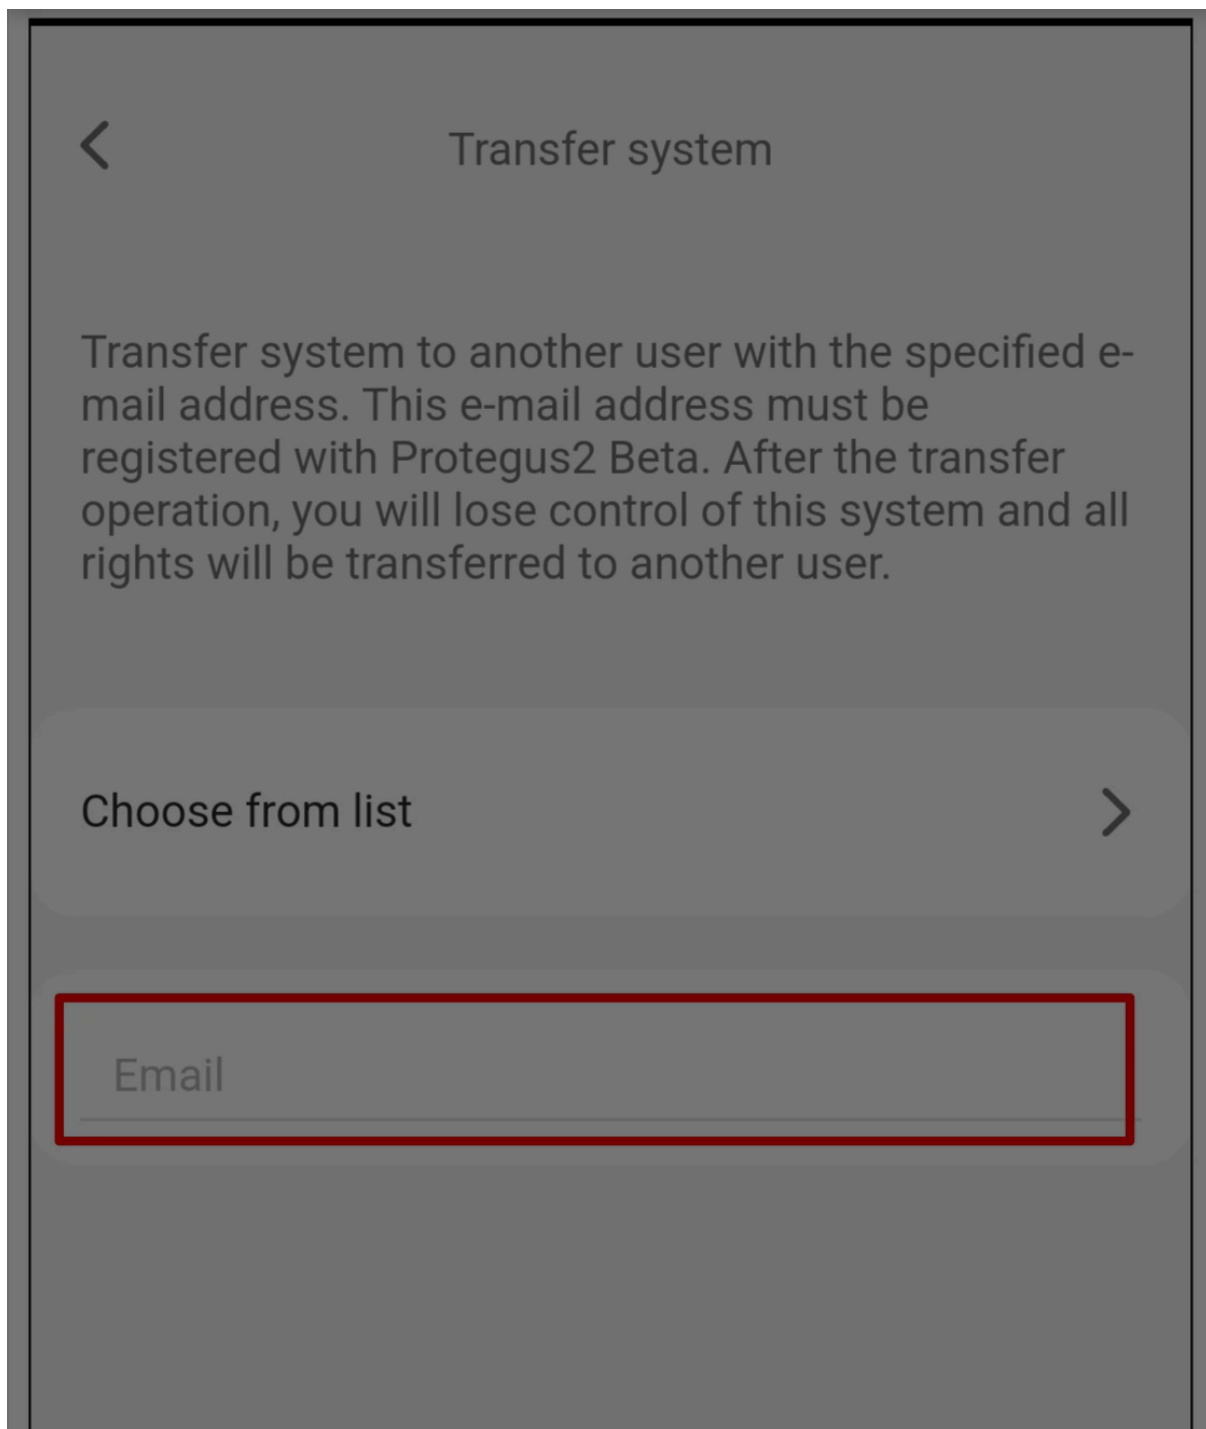 Transfer system
Transfer system to another user with the specified e-
mail address. This e-mail address must be
registered with Protegus2 Beta. After the transfer
operation, you will lose control of this system and all
rights will be transferred to another user.
Choose from list
Email